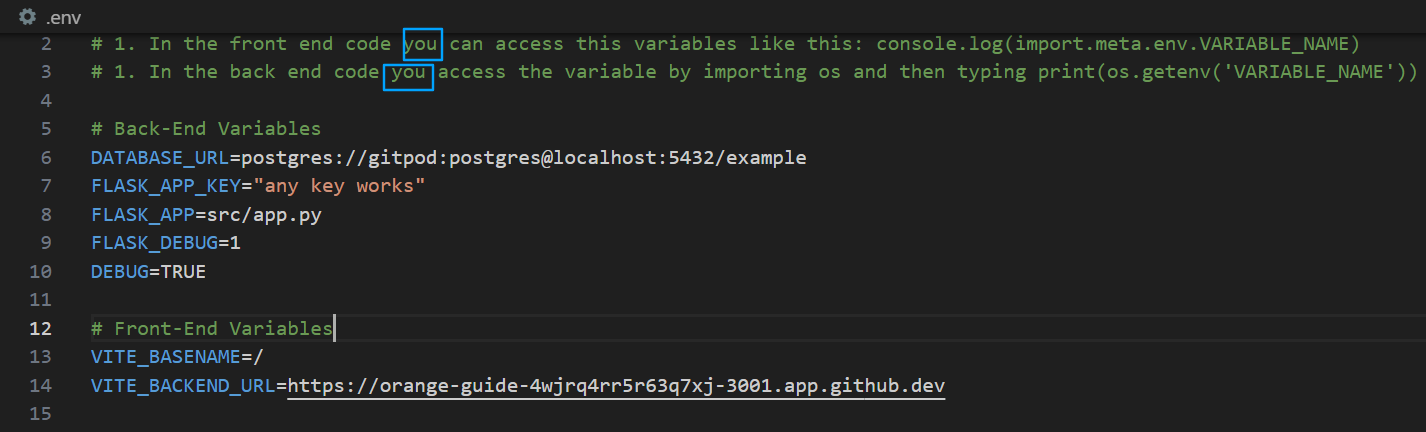 .env
2 # 1. In the front end code you can access this variables like this: console.log(import.meta.env.VARIABLE_NAME)
3 # 1. In the back end code you access the variable by importing os and then typing print(os.getenv('VARIABLE_NAME'))
4
5 # Back-End Variables
6 DATABASE_URL=postgres://gitpod:postgres@localhost:5432/example
7 FLASK_APP_KEY="any key works"
8 FLASK_APP=src/app.py
9 FLASK_DEBUG=1
10 DEBUG=TRUE
11
12 # Front-End Variables
13 VITE_BASENAME=/
14 VITE_BACKEND_URL=https://orange-guide-4wjrq4rr5r63q7xj-3001.app.github.dev
15